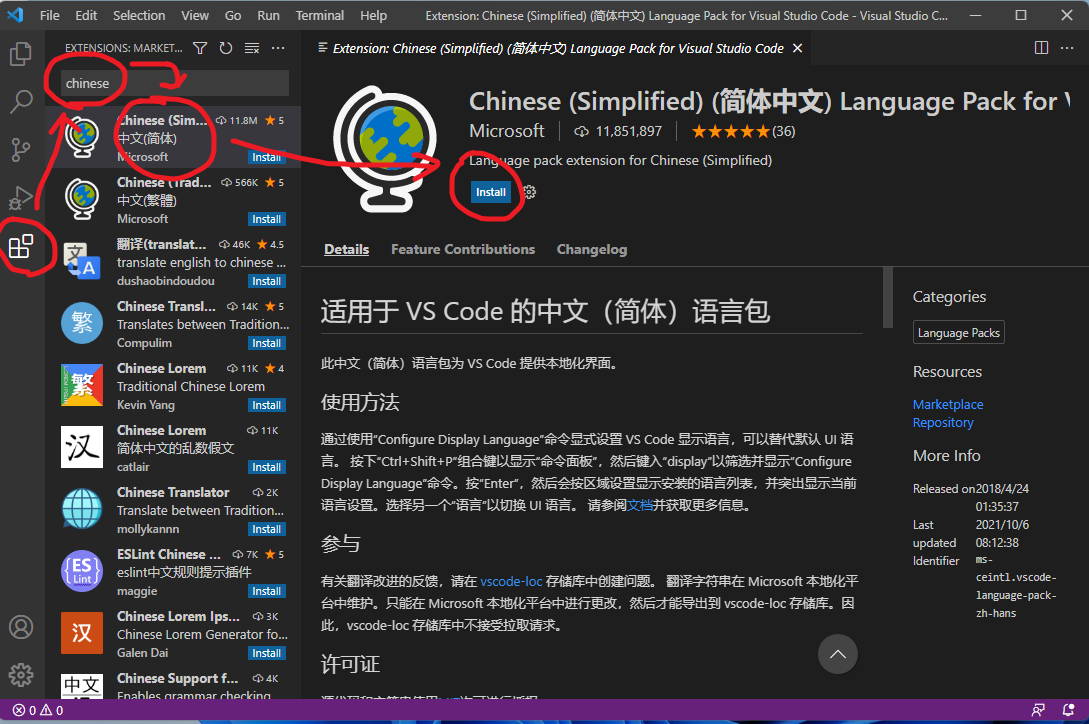 File Edit Selection View Go Run Terminal Help
Extension: Chinese (Simplified) (简体中文) Language Pack for Visual Studio Code - Visual Studio C...
EXTENSIONS: MARKET...
chinese
Chinese (Sim... 11.8M 5
中文(简体)
Microsoft Install
Chinese (Trad... 566K 5
中文(繁體)
Microsoft Install
翻译(translat... 46K 4.5
translate english to chinese ...
dushaobindoudou Install
文
A
Chinese Transl... 14K 5
Translates between Tradition...
Compulim Install
繁
Chinese Lorem 11K 4
Traditional Chinese Lorem
Kevin Yang Install
LOREM IPSUM
繁
Chinese Lorem 11K
简体中文的乱数假文
catlair Install
汉
Chinese Translator 2K
Translate between Tradition...
mollykannn Install
ESLint Chinese ... 7K 5
eslint中文规则提示插件
maggie Install
{ES}
Lint
Chinese Lorem Ips... 3K
Chinese Lorem Generator fo...
Galen Dai Install
汉
Chinese Support f... 4K
Enables grammar checking
中文
Extension: Chinese (Simplified) (简体中文) Language Pack for Visual Studio Code
Chinese (Simplified) (简体中文) Language Pack for V
Microsoft 11,851,897 (36)
Language pack extension for Chinese (Simplified)
Install
Details Feature Contributions Changelog
适用于 VS Code 的中文（简体）语言包
此中文（简体）语言包为 VS Code 提供本地化界面。
使用方法
通过使用“Configure Display Language”命令显式设置 VS Code 显示语言，可以替代默认 UI 语
言。 按下“Ctrl+Shift+P”组合键以显示“命令面板”，然后键入“display”以筛选并显示“Configure
Display Language”命令。按“Enter”，然后会按区域设置显示安装的语言列表，并突出显示当前
语言设置。选择另一个“语言”以切换 UI 语言。 请参阅文档并获取更多信息。
参与
有关翻译改进的反馈，请在 vscode-loc 存储库中创建问题。 翻译字符串在 Microsoft 本地化平
台中维护。只能在 Microsoft 本地化平台中进行更改，然后才能导出到 vscode-loc 存储库。因
此，vscode-loc 存储库中不接受拉取请求。
许可证
Categories
Language Packs
Resources
Marketplace
Repository
More Info
Released on 2018/4/24
01:35:37
Last 2021/10/6
updated 08:12:38
Identifier ms-
ceintl.vscode-
language-pack-
zh-hans
0 0